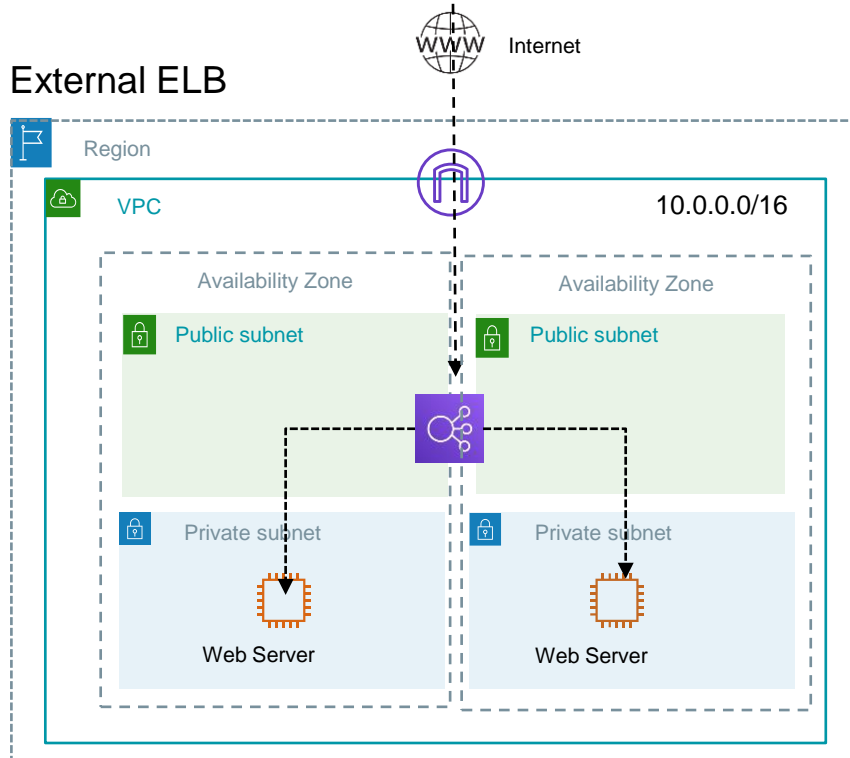 WWW
Internet
External ELB
Region
VPC
10.0.0.0/16
Availability Zone
Availability Zone
Public subnet
Public subnet
Private subnet
Private subnet
Web Server
Web Server